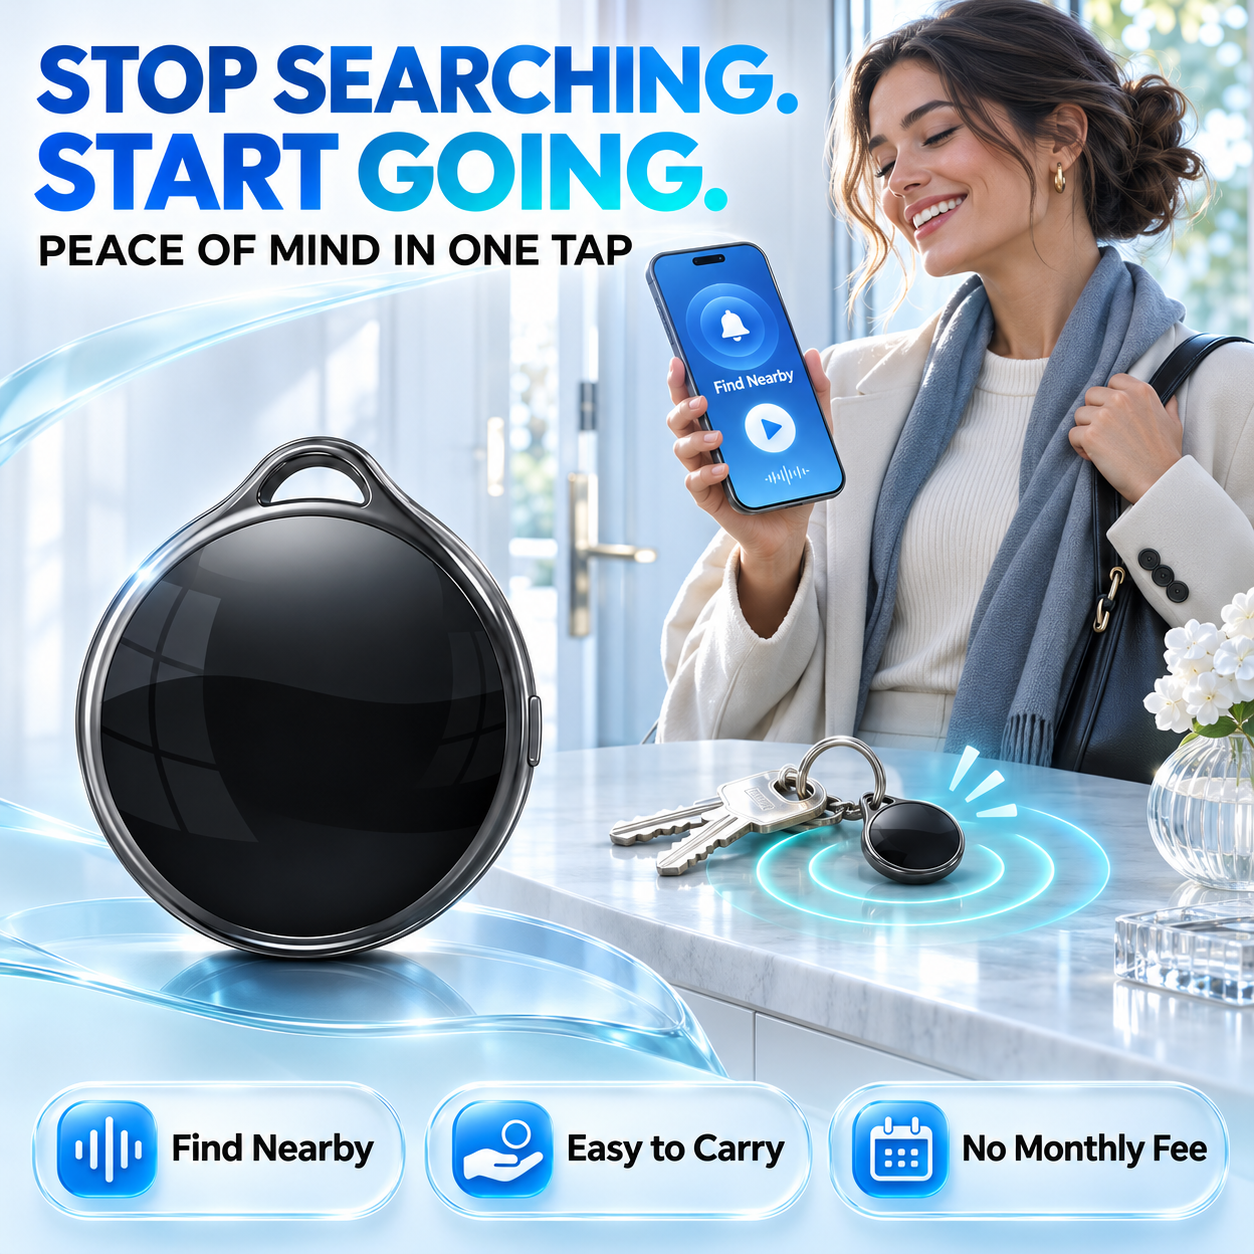 STOP SEARCHING.
START GOING.
PEACE OF MIND IN ONE TAP
Find Nearby
Find Nearby
Easy to Carry
No Monthly Fee